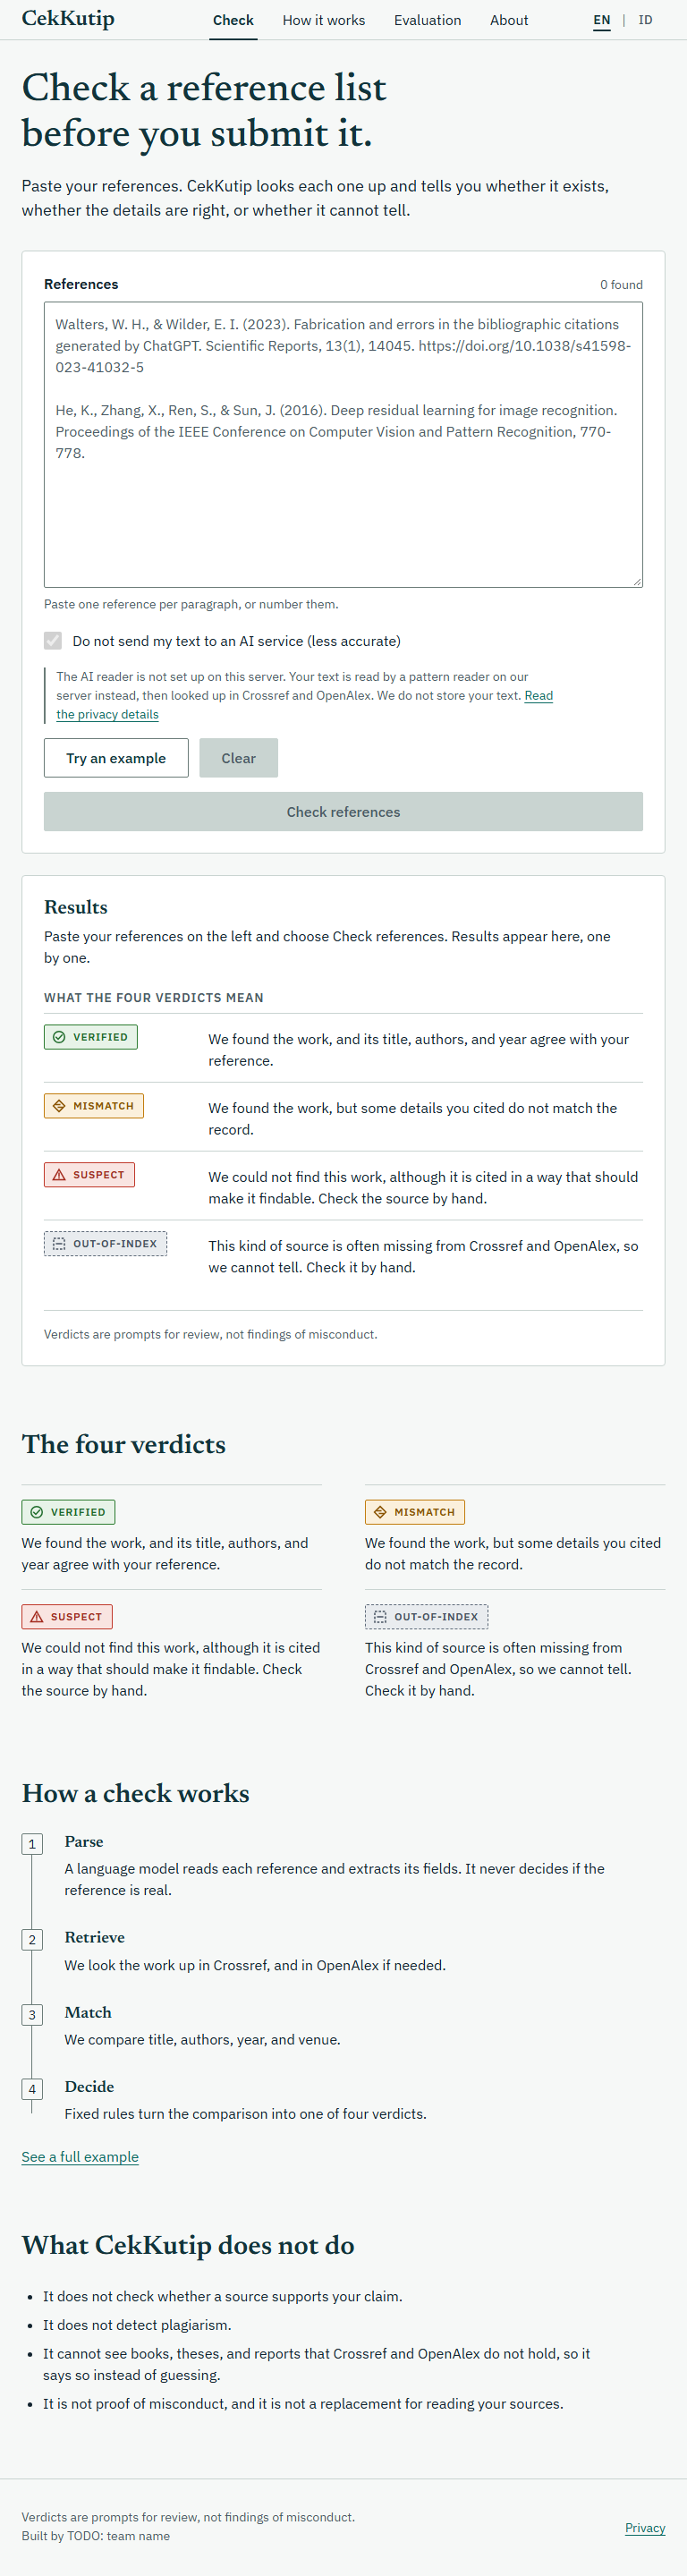 CekKutip
Check
How it works
Evaluation
About
EN | ID
Check a reference list
before you submit it.
Paste your references. CekKutip looks each one up and tells you whether it exists,
whether the details are right, or whether it cannot tell.
References
0 found
Walters, W. H., & Wilder, E. I. (2023). Fabrication and errors in the bibliographic citations
generated by ChatGPT. Scientific Reports, 13(1), 14045. https://doi.org/10.1038/s41598-
023-41032-5
He, K., Zhang, X., Ren, S., & Sun, J. (2016). Deep residual learning for image recognition.
Proceedings of the IEEE Conference on Computer Vision and Pattern Recognition, 770-
778.
Paste one reference per paragraph, or number them.
Do not send my text to an AI service (less accurate)
The AI reader is not set up on this server. Your text is read by a pattern reader on our
server instead, then looked up in Crossref and OpenAlex. We do not store your text. Read
the privacy details
Try an example
Clear
Check references
Results
Paste your references on the left and choose Check references. Results appear here, one
by one.
WHAT THE FOUR VERDICTS MEAN
VERIFIED
We found the work, and its title, authors, and year agree with your
reference.
MISMATCH
We found the work, but some details you cited do not match the
record.
SUSPECT
We could not find this work, although it is cited in a way that should
make it findable. Check the source by hand.
OUT-OF-INDEX
This kind of source is often missing from Crossref and OpenAlex, so
we cannot tell. Check it by hand.
Verdicts are prompts for review, not findings of misconduct.
The four verdicts
VERIFIED
We found the work, and its title, authors, and
year agree with your reference.
MISMATCH
We found the work, but some details you cited
do not match the record.
SUSPECT
We could not find this work, although it is cited
in a way that should make it findable. Check
the source by hand.
OUT-OF-INDEX
This kind of source is often missing from
Crossref and OpenAlex, so we cannot tell.
Check it by hand.
How a check works
1
Parse
A language model reads each reference and extracts its fields. It never decides if the
reference is real.
2
Retrieve
We look the work up in Crossref, and in OpenAlex if needed.
3
Match
We compare title, authors, year, and venue.
4
Decide
Fixed rules turn the comparison into one of four verdicts.
See a full example
What CekKutip does not do
• It does not check whether a source supports your claim.
• It does not detect plagiarism.
• It cannot see books, theses, and reports that Crossref and OpenAlex do not hold, so it
says so instead of guessing.
• It is not proof of misconduct, and it is not a replacement for reading your sources.
Verdicts are prompts for review, not findings of misconduct.
Built by TODO: team name
Privacy